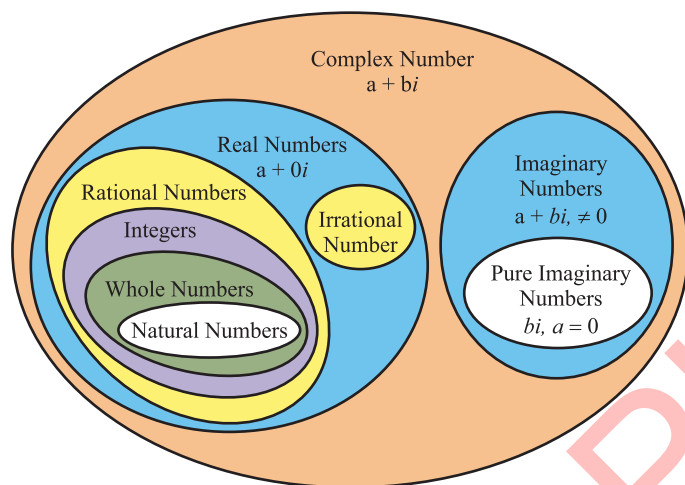 Complex Number
a + bi
Real Numbers
a + 0i
Rational Numbers
Irrational
Number
Integers
Whole Numbers
Natural Numbers
Imaginary
Numbers
a + bi, ≠ 0
Pure Imaginary
Numbers
bi, a = 0